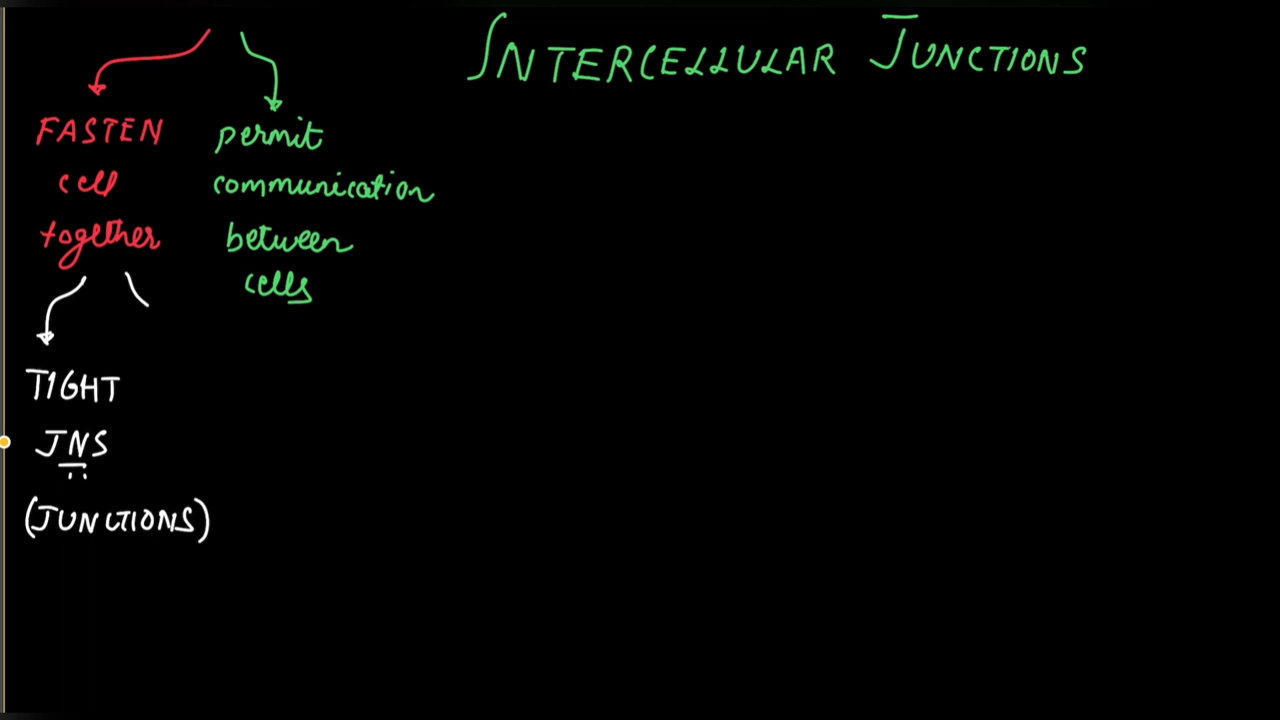 INTERCELLULAR JUNCTIONS
FASTEN
cell
together
permit
communication
between
cells
TIGHT
JNS
(JUNCTIONS)